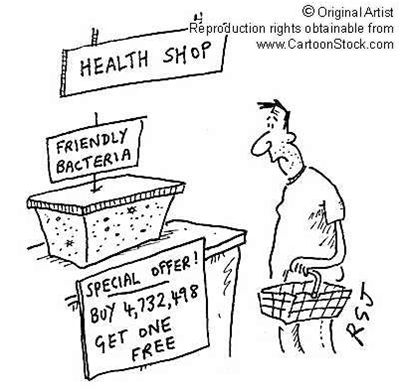 © Original Artist
Reproduction rights obtainable from
www.CartoonStock.com
HEALTH SHOP
FRIENDLY
BACTERIA
SPECIAL OFFER!
BUY 4,732,498
GET ONE
FREE
RGJ